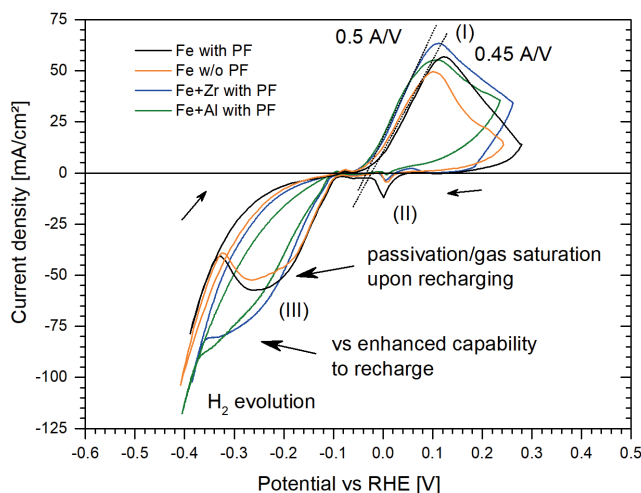 75
50
25
0
-25
-50
-75
-100
-125
Current density [mA/cm²]
Fe with PF
Fe w/o PF
Fe+Zr with PF
Fe+Al with PF
0.5 A/V
(I)
0.45 A/V
(II)
passivation/gas saturation
upon recharging
(III)
vs enhanced capability
to recharge
H₂ evolution
-0.6 -0.5 -0.4 -0.3 -0.2 -0.1 0.0 0.1 0.2 0.3 0.4 0.5
Potential vs RHE [V]